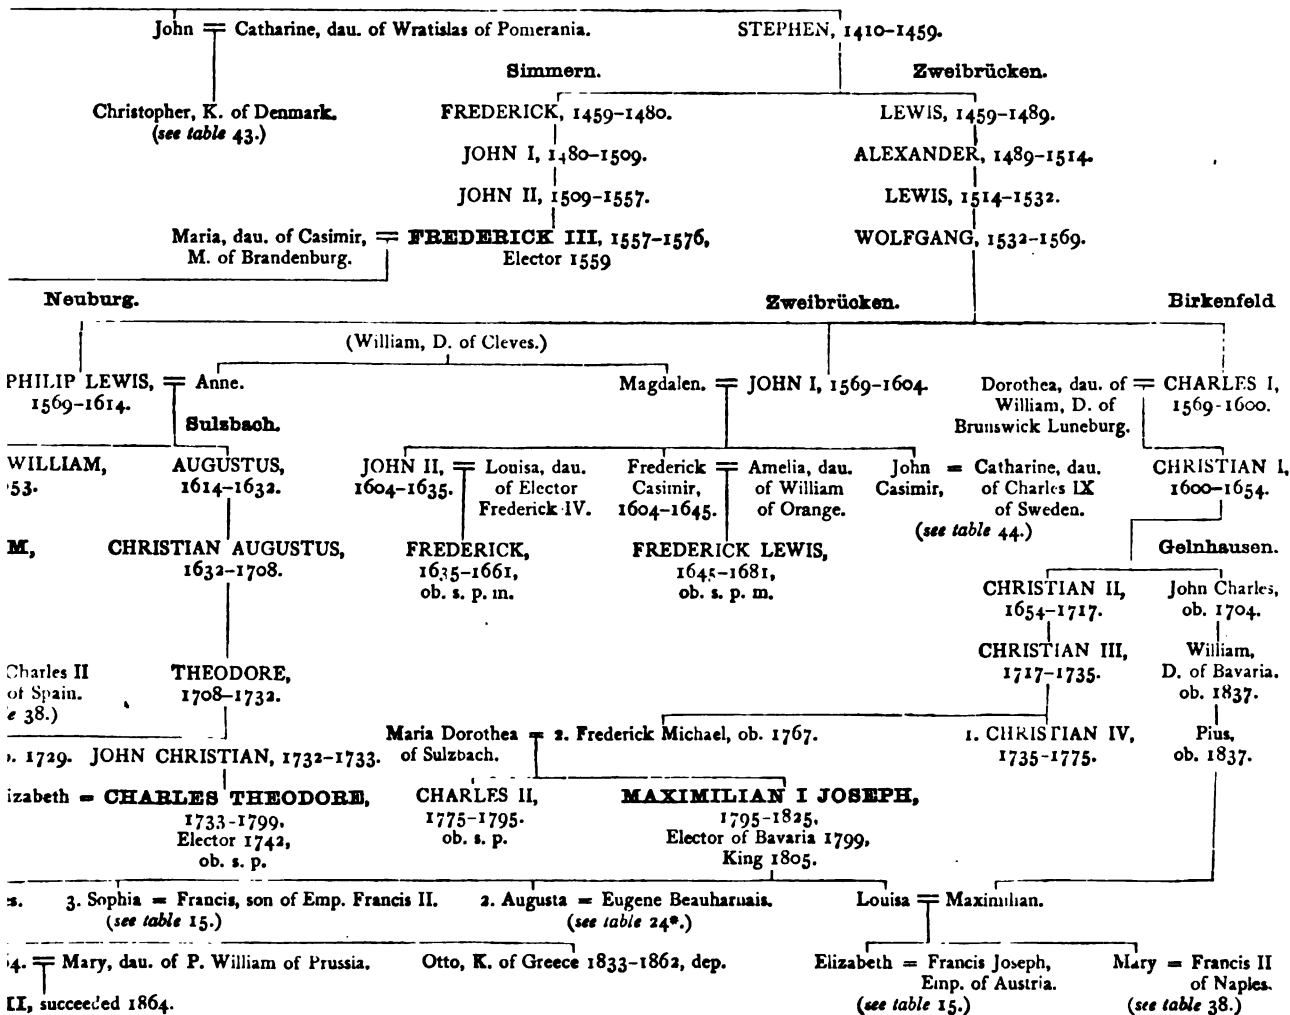 John = Catharine, dau. of Wratislas of Pomerania. STEPHEN, 1410-1459.
Simmern. Zweibrücken.
Christopher, K. of Denmark. FREDERICK, 1459-1480. LEWIS, 1459-1489.
(see table 43.)
JOHN I, 1480-1509. ALEXANDER, 1489-1514.
JOHN II, 1509-1557. LEWIS, 1514-1532.
Maria, dau. of Casimir, = FREDERICK III, 1557-1576, WOLFGANG, 1532-1569.
M. of Brandenburg. Elector 1559
Neuburg. Zweibrücken. Birkenfeld
(William, D. of Cleves.)
PHILIP LEWIS, = Anne. Magdalen. = JOHN I, 1569-1604. Dorothea, dau. of = CHARLES I,
1569-1614. William, D. of 1569-1600.
Sulzbach. Brunswick Luneburg.
WILLIAM, AUGUSTUS, JOHN II, = Louisa, dau. Frederick = Amelia, dau. John = Catharine, dau. CHRISTIAN I,
53. 1614-1632. 1604-1635. of Elector Casimir, of William Casimir, of Charles IX 1600-1654.
Frederick IV. 1604-1645. of Orange. of Sweden.
(see table 44.)
M, CHRISTIAN AUGUSTUS, FREDERICK, FREDERICK LEWIS, Gelnhausen.
1632-1708. 1635-1661, 1645-1681,
ob. s. p. m. ob. s. p. m. CHRISTIAN II, John Charles,
1654-1717. ob. 1704.
CHRISTIAN III, William,
Charles II THEODORE, 1717-1735. D. of Bavaria.
of Spain. 1708-1732. ob. 1837.
e 38.)
Maria Dorothea = 2. Frederick Michael, ob. 1767. 1. CHRISTIAN IV, Pius,
. 1729. JOHN CHRISTIAN, 1732-1733. of Sulzbach. 1735-1775. ob. 1837.
izabeth = CHARLES THEODORE, CHARLES II, MAXIMILIAN I JOSEPH,
1733-1799, 1775-1795. 1795-1825,
Elector 1742, ob. s. p. Elector of Bavaria 1799,
ob. s. p. King 1805.
s. 3. Sophia = Francis, son of Emp. Francis II. 2. Augusta = Eugene Beauharnais. Louisa = Maximilian.
(see table 15.) (see table 24*.)
4. = Mary, dau. of P. William of Prussia. Otto, K. of Greece 1833-1862, dep. Elizabeth = Francis Joseph, Mary = Francis II
Emp. of Austria. of Naples.
II, succeeded 1864. (see table 15.) (see table 38.)